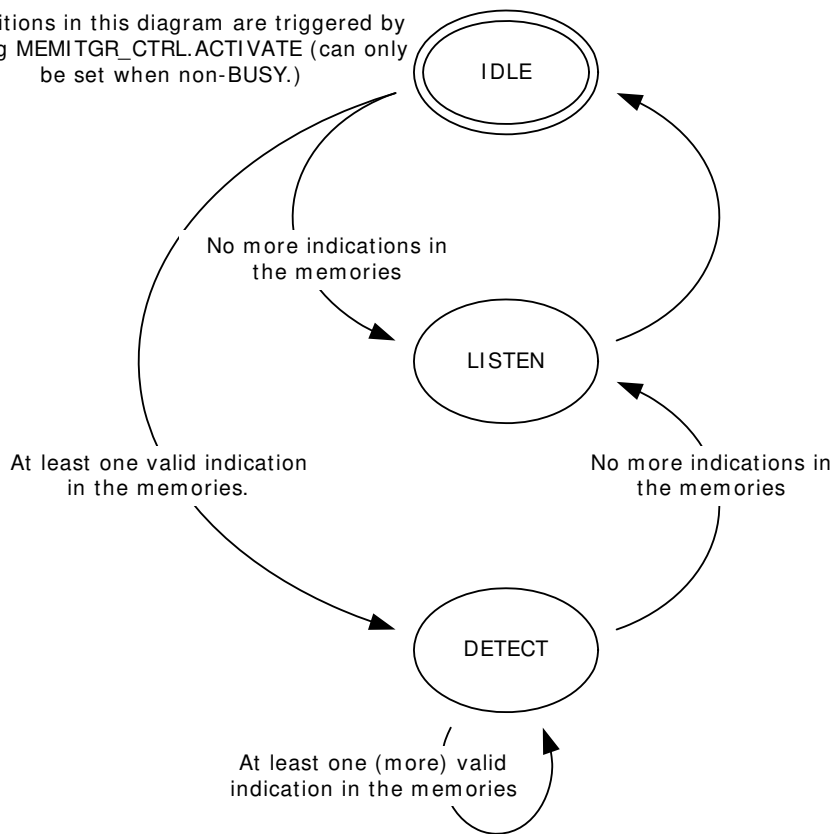 itions in this diagram are triggered by
g MEMITGR_CTRL.ACTIVATE (can only
be set when non-BUSY.)
IDLE
No more indications in
the memories
LISTEN
At least one valid indication
in the memories.
No more indications in
the memories
DETECT
At least one (more) valid
indication in the memories